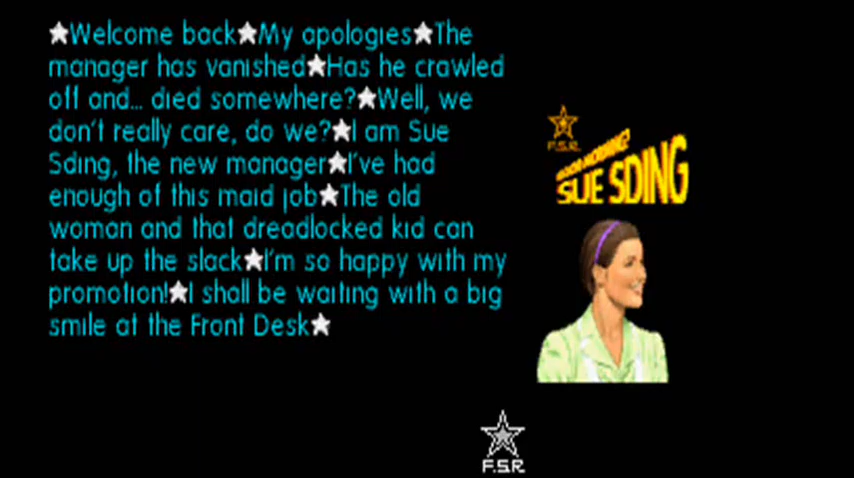 ★Welcome back★My apologies★The
manager has vanished★Has he crawled
off and... died somewhere?★Well, we
don't really care, do we?★I am Sue
Sding, the new manager★I've had
enough of this maid job★The old
woman and that dreadlocked kid can
take up the slack★I'm so happy with my
promotion!★I shall be waiting with a big
smile at the Front Desk★
F.S.R.
GOOD MORNING?
SUE SDING
F.S.R.